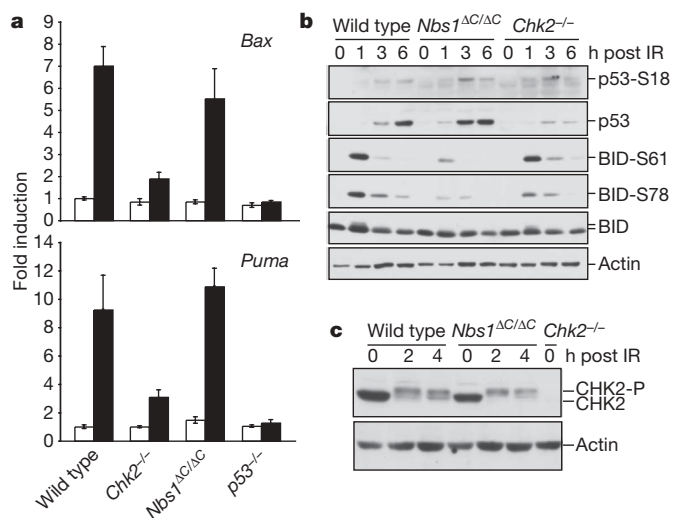 a
Bax
9
8
7
6
5
4
3
2
1
0
Fold induction
Puma
14
12
10
8
6
4
2
0
Wild type
Chk2–/–
Nbs1ΔC/ΔC
p53–/–
b
Wild type Nbs1ΔC/ΔC Chk2–/–
0 1 3 6 0 1 3 6 0 1 3 6 h post IR
p53-S18
p53
BID-S61
BID-S78
BID
Actin
c
Wild type Nbs1ΔC/ΔC Chk2–/–
0 2 4 0 2 4 0 h post IR
CHK2-P
CHK2
Actin